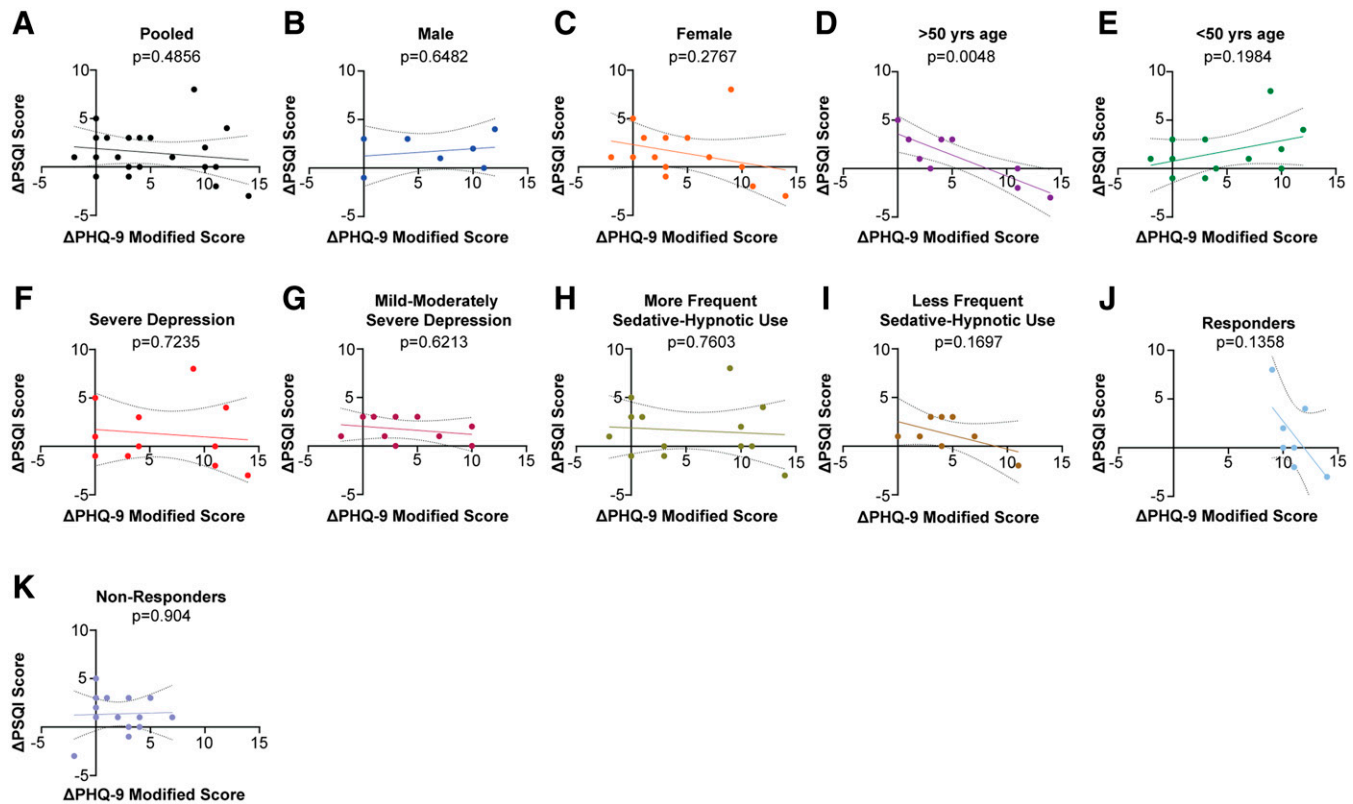 A
Pooled
p=0.4856
10
5
-5
5
10
15
-5
ΔPSQI Score
ΔPHQ-9 Modified Score
B
Male
p=0.6482
10
5
-5
5
10
15
-5
ΔPSQI Score
ΔPHQ-9 Modified Score
C
Female
p=0.2767
10
5
-5
5
10
15
-5
ΔPSQI Score
ΔPHQ-9 Modified Score
D
>50 yrs age
p=0.0048
10
5
-5
5
10
15
-5
ΔPSQI Score
ΔPHQ-9 Modified Score
E
<50 yrs age
p=0.1984
10
5
-5
5
10
15
-5
ΔPSQI Score
ΔPHQ-9 Modified Score
F
Severe Depression
p=0.7235
10
5
-5
5
10
15
-5
ΔPSQI Score
ΔPHQ-9 Modified Score
G
Mild-Moderately
Severe Depression
p=0.6213
10
5
-5
5
10
15
-5
ΔPSQI Score
ΔPHQ-9 Modified Score
H
More Frequent
Sedative-Hypnotic Use
p=0.7603
10
5
-5
5
10
15
-5
ΔPSQI Score
ΔPHQ-9 Modified Score
I
Less Frequent
Sedative-Hypnotic Use
p=0.1697
10
5
-5
5
10
15
-5
ΔPSQI Score
ΔPHQ-9 Modified Score
J
Responders
p=0.1358
10
5
-5
5
10
15
-5
ΔPSQI Score
ΔPHQ-9 Modified Score
K
Non-Responders
p=0.904
10
5
-5
5
10
15
-5
ΔPSQI Score
ΔPHQ-9 Modified Score